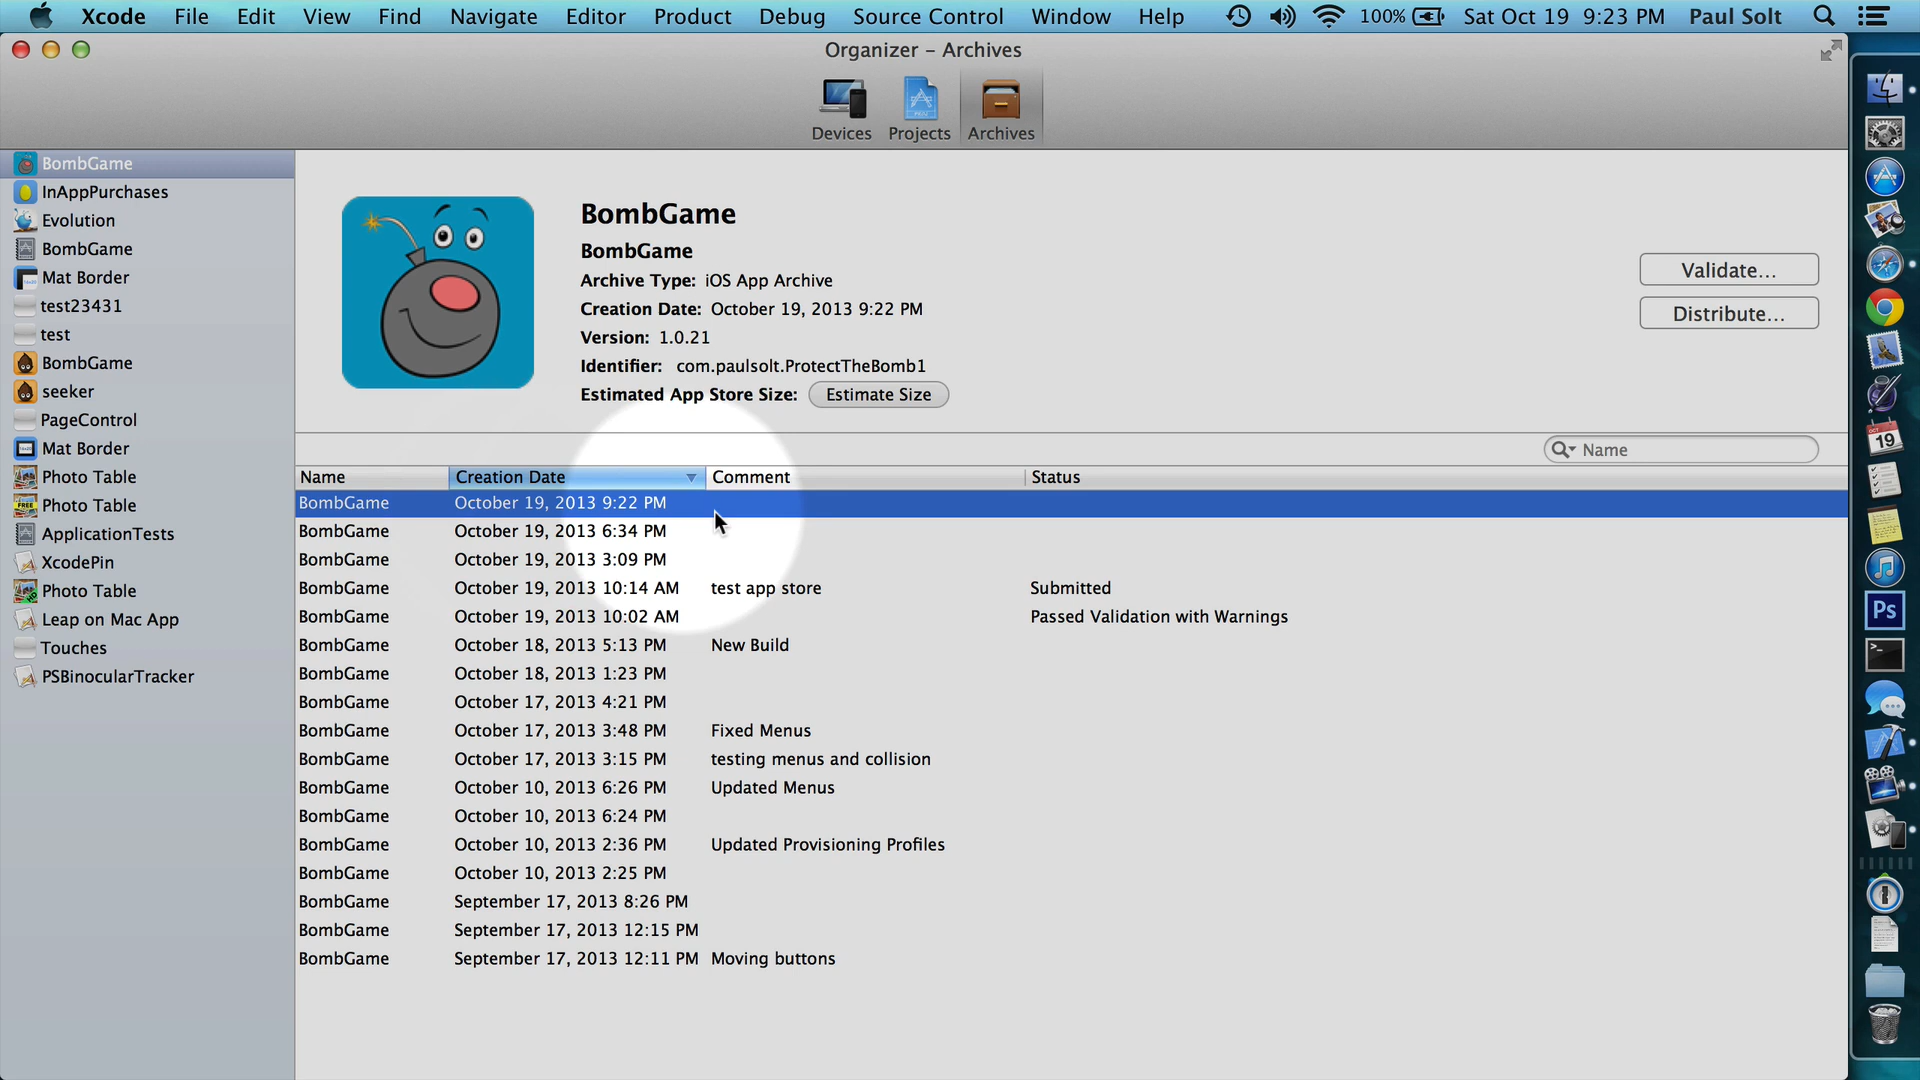 Xcode File Edit View Find Navigate Editor Product Debug Source Control Window Help 100% Sat Oct 19 9:23 PM Paul Solt
Organizer – Archives
Devices Projects Archives
BombGame
InAppPurchases
Evolution
BombGame
Mat Border
test23431
test
BombGame
seeker
PageControl
Mat Border
Photo Table
Photo Table
ApplicationTests
XcodePin
Photo Table
Leap on Mac App
Touches
PSBinocularTracker
BombGame
BombGame
Archive Type: iOS App Archive
Creation Date: October 19, 2013 9:22 PM
Version: 1.0.21
Identifier: com.paulsolt.ProtectTheBomb1
Estimated App Store Size: Estimate Size
Validate...
Distribute...
Name
Name Creation Date Comment Status
BombGame October 19, 2013 9:22 PM
BombGame October 19, 2013 6:34 PM
BombGame October 19, 2013 3:09 PM
BombGame October 19, 2013 10:14 AM test app store Submitted
BombGame October 19, 2013 10:02 AM Passed Validation with Warnings
BombGame October 18, 2013 5:13 PM New Build
BombGame October 18, 2013 1:23 PM
BombGame October 17, 2013 4:21 PM
BombGame October 17, 2013 3:48 PM Fixed Menus
BombGame October 17, 2013 3:15 PM testing menus and collision
BombGame October 10, 2013 6:26 PM Updated Menus
BombGame October 10, 2013 6:24 PM
BombGame October 10, 2013 2:36 PM Updated Provisioning Profiles
BombGame October 10, 2013 2:25 PM
BombGame September 17, 2013 8:26 PM
BombGame September 17, 2013 12:15 PM
BombGame September 17, 2013 12:11 PM Moving buttons
OCT
19
Ps